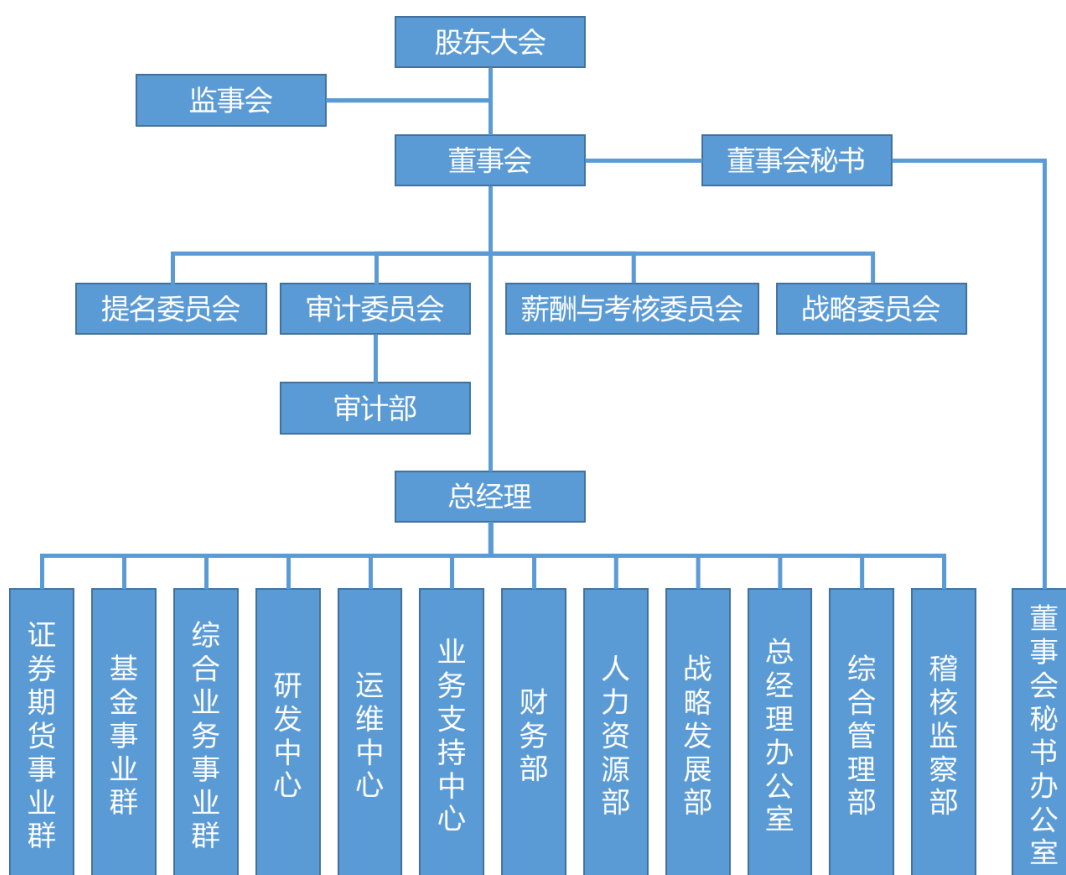 股东大会
监事会
董事会
董事会秘书
提名委员会
审计委员会
薪酬与考核委员会
战略委员会
审计部
总经理
证券期货事业群
基金事业群
综合业务事业群
研发中心
运维中心
业务支持中心
财务部
人力资源部
战略发展部
总经理办公室
综合管理部
稽核监察部
董事会秘书办公室